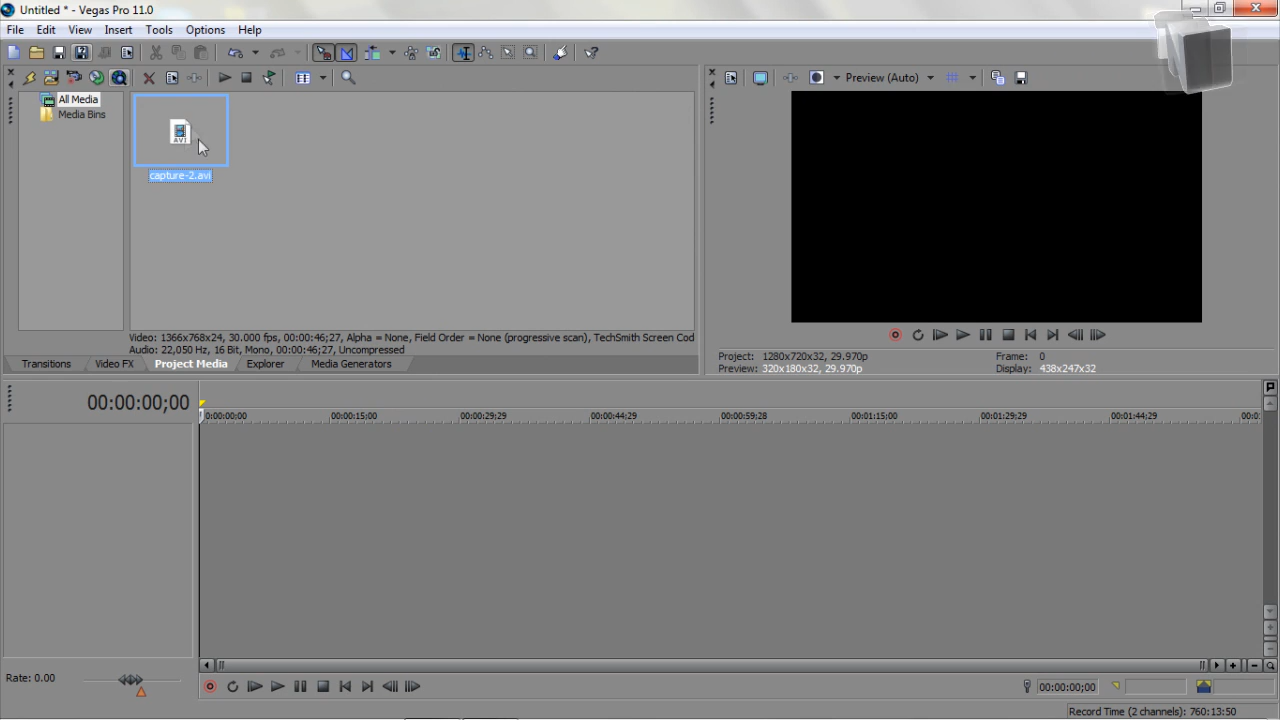 Untitled * - Vegas Pro 11.0
File Edit View Insert Tools Options Help
Preview (Auto)
All Media
Media Bins
AVI
capture-2.avi
Video: 1366x768x24, 30.000 fps, 00:00:46;27, Alpha = None, Field Order = None (progressive scan), TechSmith Screen Cod
Audio: 22,050 Hz, 16 Bit, Mono, 00:00:46;27, Uncompressed
Transitions Video FX Project Media Explorer Media Generators
Project: 1280x720x32, 29.970p Frame: 0
Preview: 320x180x32, 29.970p Display: 438x247x32
00:00:00;00
0:00:00:00 00:00:15;00 00:00:29;29 00:00:44;29 00:00:59;28 00:01:15;00 00:01:29;29 00:01:44;29 00:0
Rate: 0.00
00:00:00;00
Record Time (2 channels): 760:13:50